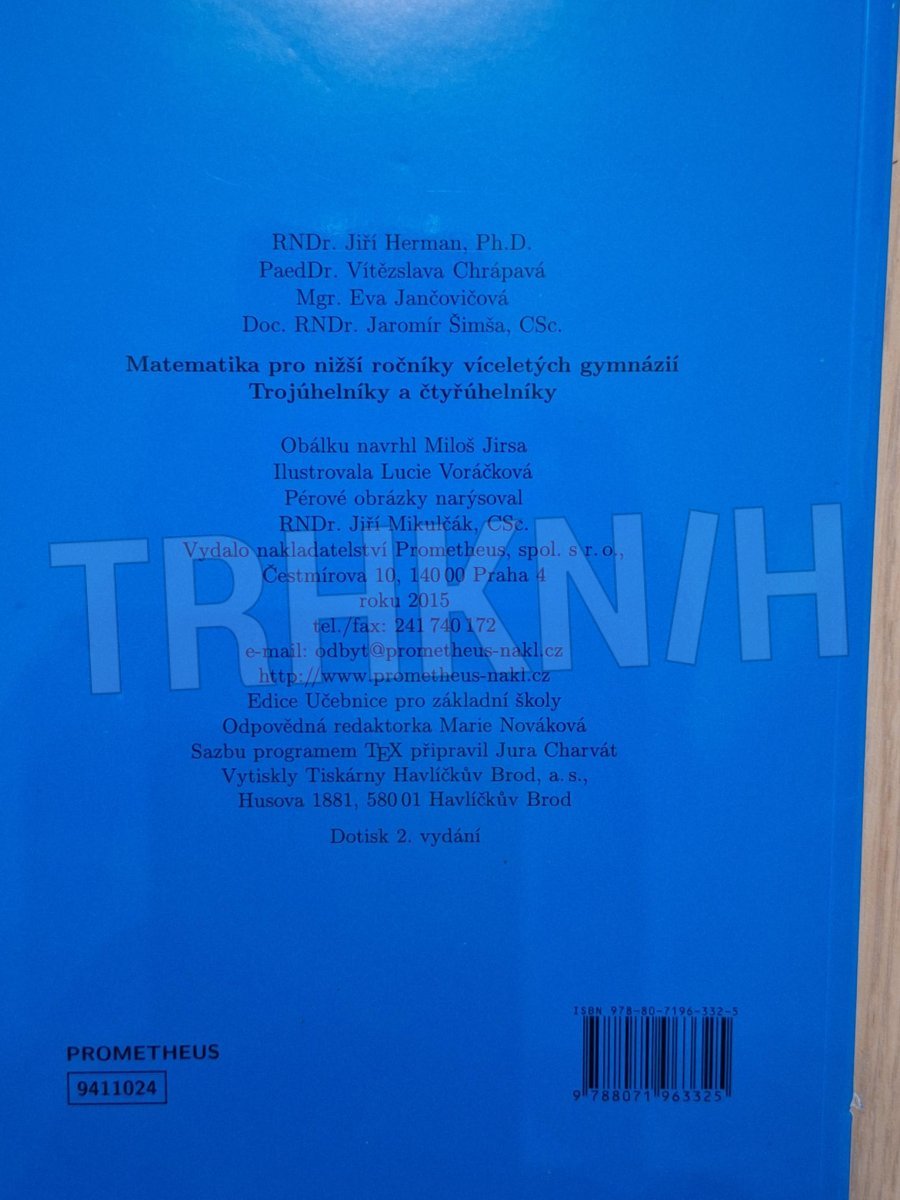 RNDr. Jiří Herman, Ph.D.
PaedDr. Vítězslava Chrápavá
Mgr. Eva Jančovičová
Doc. RNDr. Jaromír Šimša, CSc.
Matematika pro nižší ročníky víceletých gymnázií
Trojúhelníky a čtyřúhelníky
Obálku navrhl Miloš Jirsa
Ilustrovala Lucie Voráčková
Pérové obrázky narýsoval
RNDr. Jiří Mikulčák, CSc.
Vydalo nakladatelství Prometheus, spol. s r. o.,
Čestmírova 10, 140 00 Praha 4
roku 2015
tel./fax: 241 740 172
e-mail: odbyt@prometheus-nakl.cz
http://www.prometheus-nakl.cz
Edice Učebnice pro základní školy
Odpovědná redaktorka Marie Nováková
Sazbu programem TEX připravil Jura Charvát
Vytiskly Tiskárny Havlíčkův Brod, a. s.,
Husova 1881, 580 01 Havlíčkův Brod
Dotisk 2. vydání
TRHKNIH
ISBN 978-80-7196-332-5
PROMETHEUS
9411024
9 788071 963325